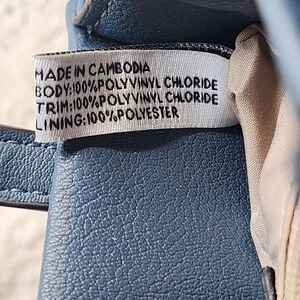 MADE IN CAMBODIA
BODY:100%POLYVINYL CHLORIDE
TRIM:100%POLYVINYL CHLORIDE
LINING:100%POLYESTER